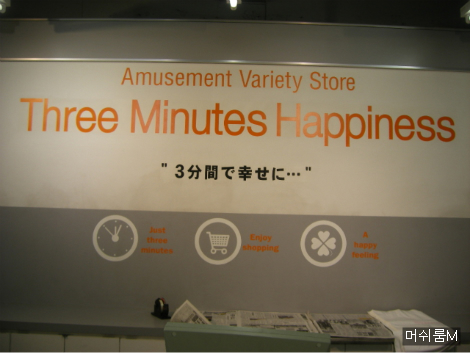 Amusement Variety Store
Three Minutes Happiness
"３分間で幸せに…"
Just
three
minutes
Enjoy
shopping
A
happy
feeling
머쉬룸M